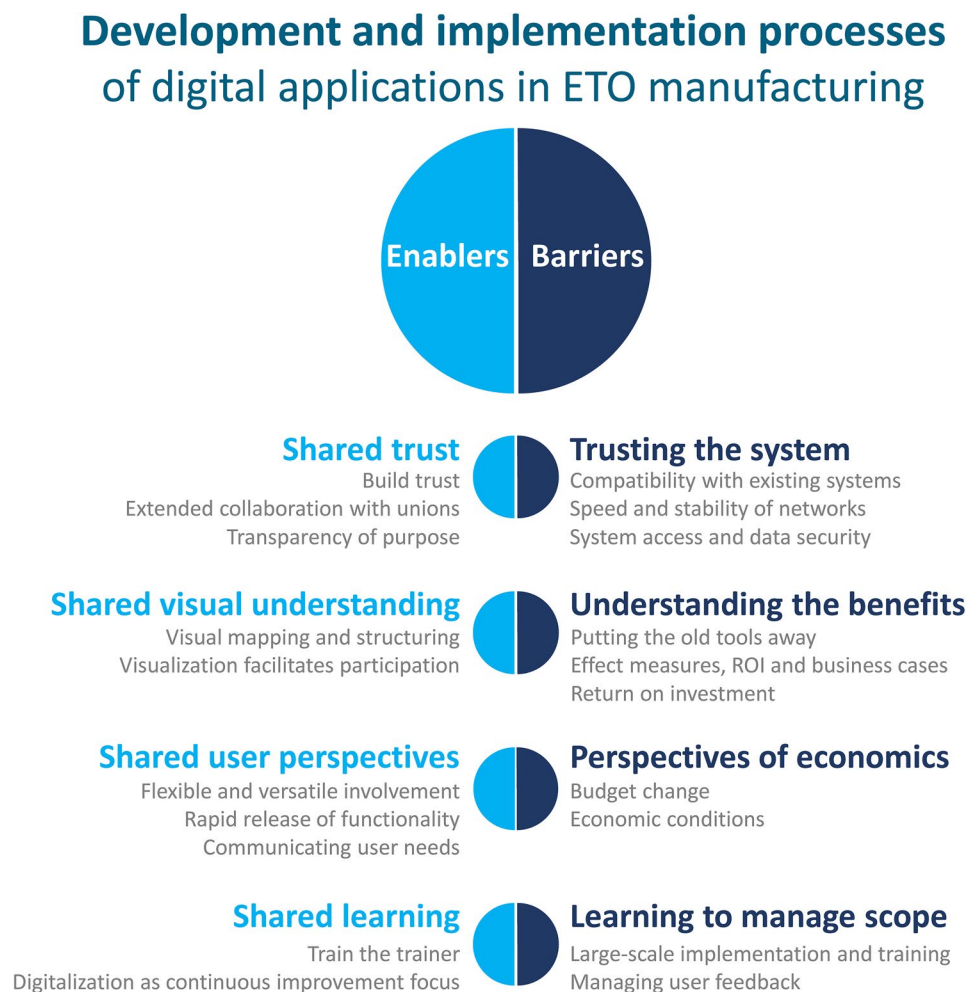 Development and implementation processes
of digital applications in ETO manufacturing
Enablers
Barriers
Shared trust
Build trust
Extended collaboration with unions
Transparency of purpose
Trusting the system
Compatibility with existing systems
Speed and stability of networks
System access and data security
Shared visual understanding
Visual mapping and structuring
Visualization facilitates participation
Understanding the benefits
Putting the old tools away
Effect measures, ROI and business cases
Return on investment
Shared user perspectives
Flexible and versatile involvement
Rapid release of functionality
Communicating user needs
Perspectives of economics
Budget change
Economic conditions
Shared learning
Train the trainer
Digitalization as continuous improvement focus
Learning to manage scope
Large-scale implementation and training
Managing user feedback